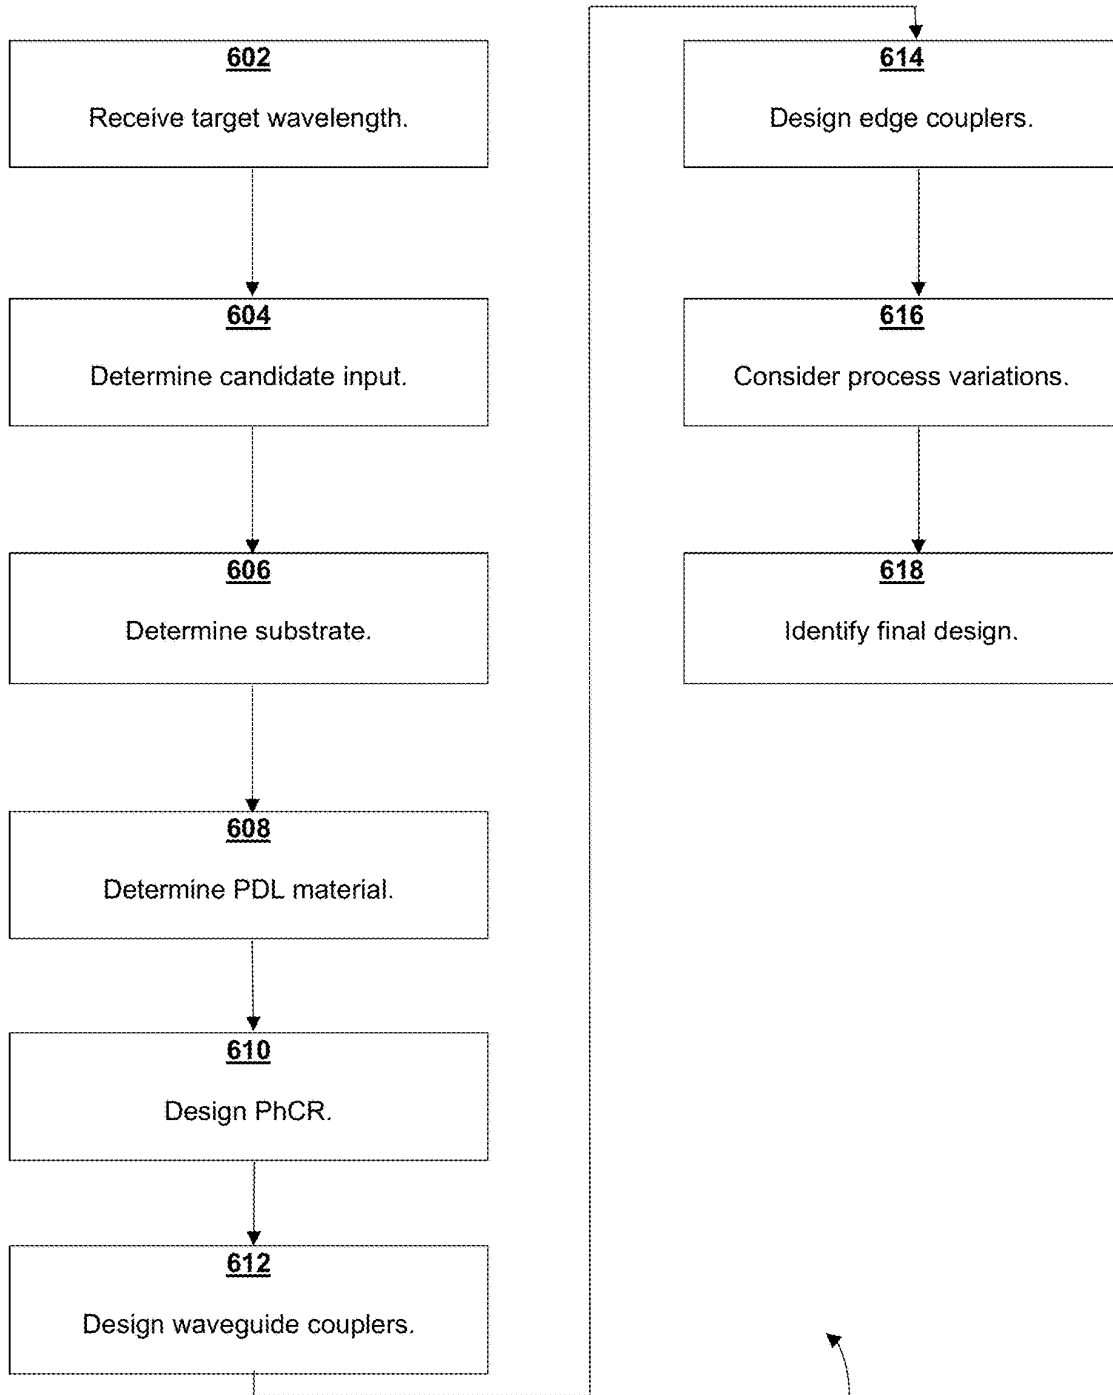 602
Receive target wavelength.
604
Determine candidate input.
606
Determine substrate.
608
Determine PDL material.
610
Design PhCR.
612
Design waveguide couplers.
614
Design edge couplers.
616
Consider process variations.
618
Identify final design.